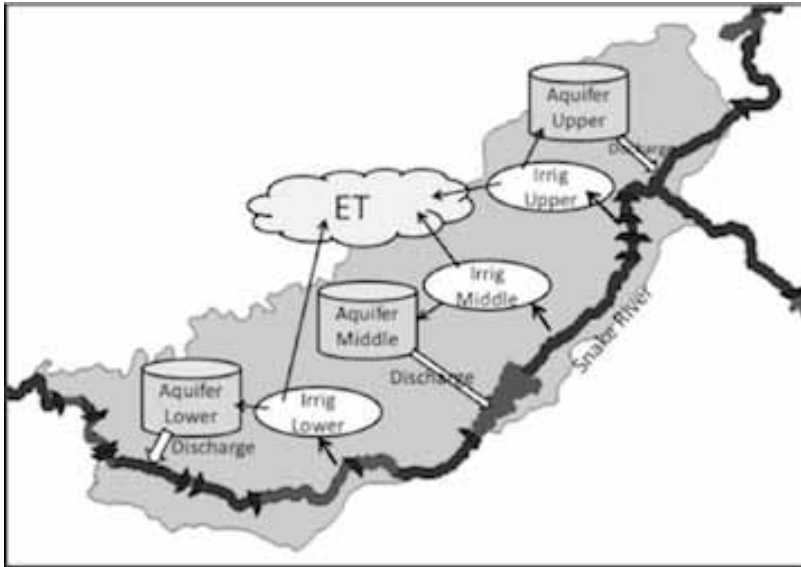 Aquifer
Upper
Discharge
Irrig
Upper
ET
Irrig
Middle
Aquifer
Middle
Snake River
Discharge
Aquifer
Lower
Irrig
Lower
Discharge